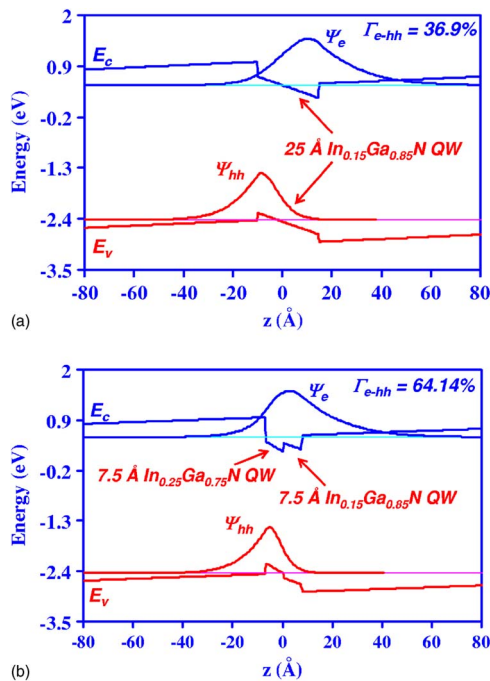 2
Ψe
Γe-hh = 36.9%
Ec
0.9
-0.2
Energy (eV)
-1.3
25 Å In0.15Ga0.85N QW
Ψhh
-2.4
Ev
-3.5
-80 -60 -40 -20 0 20 40 60 80
z (Å)
(a)
2
Ψe
Γe-hh = 64.14%
Ec
0.9
-0.2
Energy (eV)
7.5 Å In0.25Ga0.75N QW
7.5 Å In0.15Ga0.85N QW
-1.3
Ψhh
-2.4
Ev
-3.5
-80 -60 -40 -20 0 20 40 60 80
z (Å)
(b)